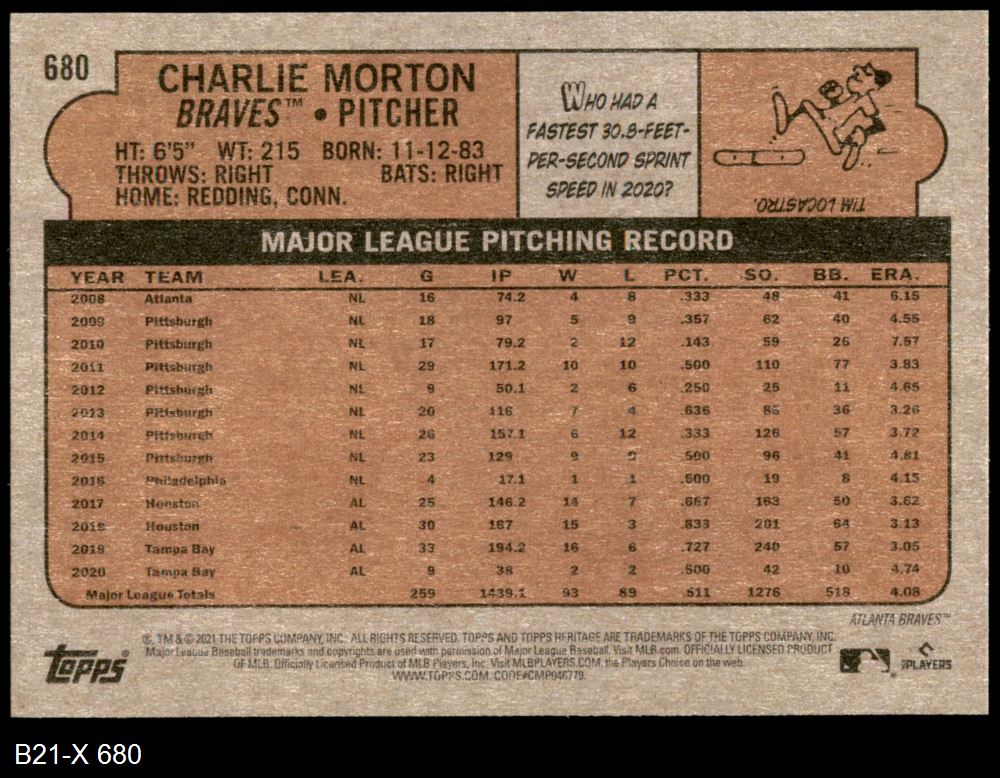 680
CHARLIE MORTON
BRAVES™ • PITCHER
HT: 6'5" WT: 215 BORN: 11-12-83
THROWS: RIGHT BATS: RIGHT
HOME: REDDING, CONN.
WHO HAD A
FASTEST 30.8-FEET-
PER-SECOND SPRINT
SPEED IN 2020?
TIM LOCASTRO.
MAJOR LEAGUE PITCHING RECORD
YEAR TEAM LEA. G IP W L PCT. SO. BB. ERA.
2008 Atlanta NL 16 74.2 4 8 .333 48 41 6.15
2009 Pittsburgh NL 18 97 5 9 .357 62 40 4.55
2010 Pittsburgh NL 17 79.2 2 12 .143 59 26 7.57
2011 Pittsburgh NL 29 171.2 10 10 .500 110 77 3.83
2012 Pittsburgh NL 9 50.1 2 6 .250 25 11 4.65
2013 Pittsburgh NL 20 116 7 4 .636 85 36 3.26
2014 Pittsburgh NL 26 157.1 6 12 .333 126 57 3.72
2015 Pittsburgh NL 23 129 9 9 .500 96 41 4.81
2016 Philadelphia NL 4 17.1 1 1 .500 19 8 4.15
2017 Houston AL 25 146.2 14 7 .667 163 50 3.62
2018 Houston AL 30 167 15 3 .833 201 64 3.13
2019 Tampa Bay AL 33 194.2 16 6 .727 240 57 3.05
2020 Tampa Bay AL 9 38 2 2 .500 42 10 4.74
Major League Totals 259 1439.1 93 89 .511 1276 518 4.08
ATLANTA BRAVES™
®, TM & © 2021 THE TOPPS COMPANY, INC. ALL RIGHTS RESERVED. TOPPS AND TOPPS HERITAGE ARE TRADEMARKS OF THE TOPPS COMPANY, INC.
Major League Baseball trademarks and copyrights are used with permission of Major League Baseball. Visit MLB.com. OFFICIALLY LICENSED PRODUCT
OF MLB. Officially Licensed Product of MLB Players, Inc. Visit MLBPLAYERS.COM, the Players Choice on the web.
WWW.TOPPS.COM. CODE#CMP046779.
Topps®
PLAYERS
B21-X 680